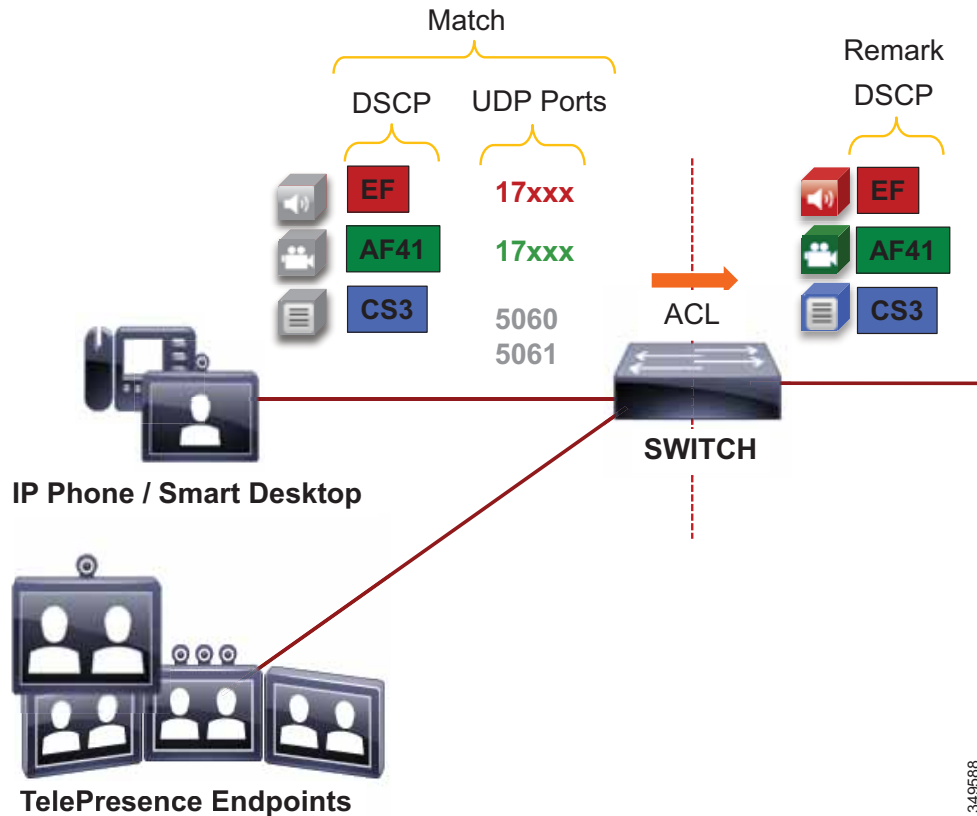 Match
Remark
DSCP
UDP Ports
DSCP
EF
17xxx
EF
AF41
17xxx
AF41
CS3
5060
5061
ACL
CS3
SWITCH
IP Phone / Smart Desktop
TelePresence Endpoints
349588